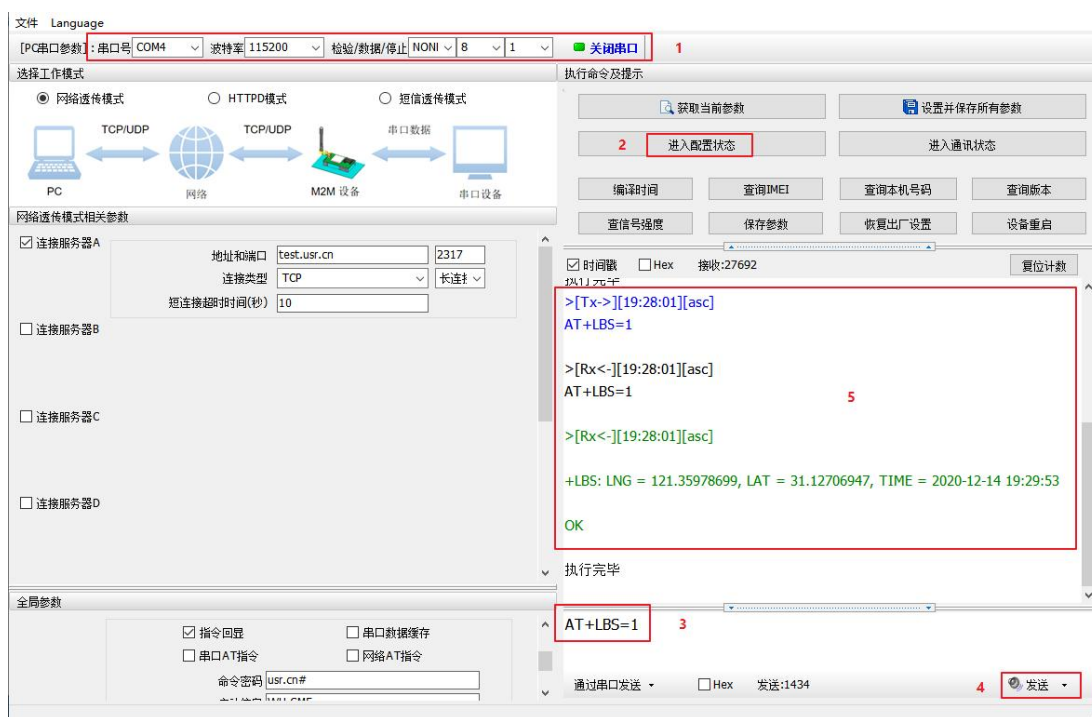 文件 Language
[PC串口参数]:串口号 COM4 波特率 115200 检验/数据/停止 NONI 8 1 关闭串口 1
选择工作模式
网络透传模式 HTTPD模式 短信透传模式
TCP/UDP TCP/UDP 串口数据
PC 网络 M2M 设备 串口设备
网络透传模式相关参数
连接服务器A
地址和端口 test.usr.cn 2317
连接类型 TCP 长连接
短连接超时时间(秒) 10
连接服务器B
连接服务器C
连接服务器D
全局参数
指令回显 串口数据缓存
串口AT指令 网络AT指令
命令密码 usr.cn#
执行命令及提示
获取当前参数 设置并保存所有参数
2 进入配置状态 进入通讯状态
编译时间 查询IMEI 查询本机号码 查询版本
查信号强度 保存参数 恢复出厂设置 设备重启
时间戳 Hex 接收:27692 复位计数
执行完毕
>[Tx->][19:28:01][asc]
AT+LBS=1
>[Rx<-][19:28:01][asc]
AT+LBS=1
5
>[Rx<-][19:28:01][asc]
+LBS: LNG = 121.35978699, LAT = 31.12706947, TIME = 2020-12-14 19:29:53
OK
执行完毕
AT+LBS=1 3
通过串口发送 Hex 发送:1434 4 发送